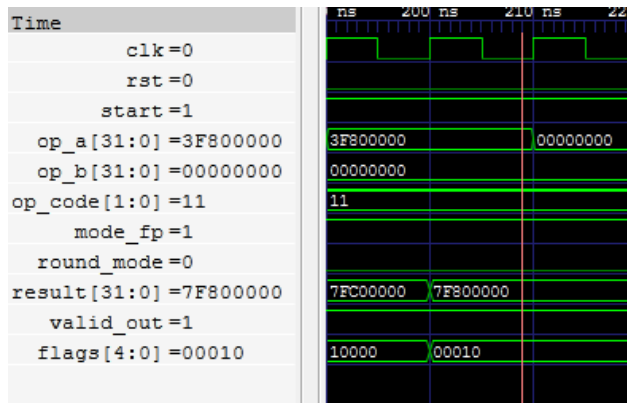 Time
ns 200 ns 210 ns 22
clk=0
rst=0
start=1
op_a[31:0]=3F800000 3F800000 00000000
op_b[31:0]=00000000 00000000
op_code[1:0]=11 11
mode_fp=1
round_mode=0
result[31:0]=7F800000 7FC00000 7F800000
valid_out=1
flags[4:0]=00010 10000 00010